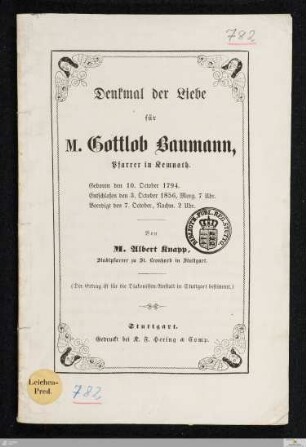 782
Denkmal der Liebe
für
M. Gottlob Baumann,
Pfarrer in Kemnath.
Geboren den 19. October 1794.
Entschlafen den 3. October 1856, Morg. 7 Uhr.
Beerdigt den 7. October, Nachm. 2 Uhr.
Von
M. Albert Knapp,
Stadtpfarrer zu St. Leonhard in Stuttgart.
(Der Ertrag ist für die Diakonissen-Anstalt in Stuttgart bestimmt.)
Stuttgart.
Gedruckt bei K. F. Hering & Comp.
Leichen-
Pred.
782